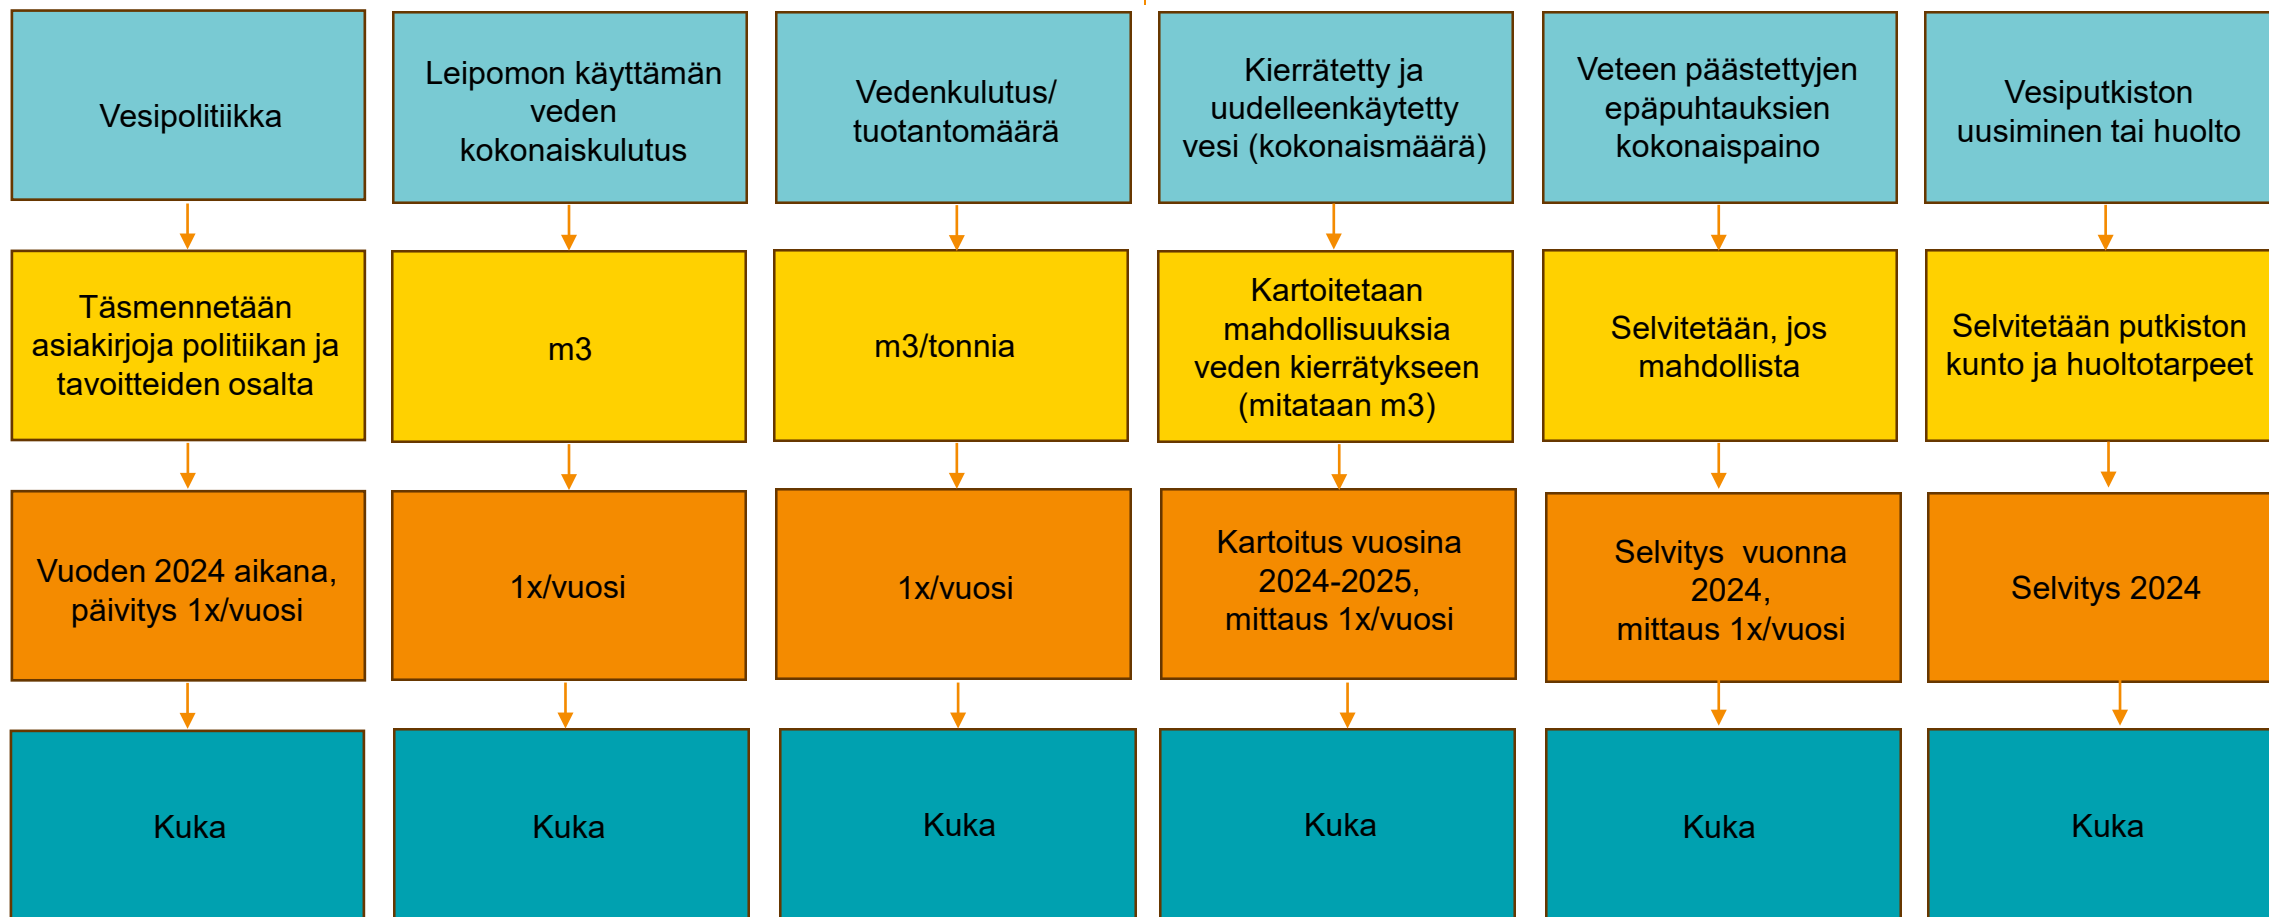 Vesipolitiikka
Leipomon käyttämän
veden
kokonaiskulutus
Vedenkulutus/
tuotantomäärä
Kierrätetty ja
uudelleenkäytetty
vesi (kokonaismäärä)
Veteen päästettyjen
epäpuhtauksien
kokonaispaino
Vesiputkiston
uusiminen tai huolto
Täsmennetään
asiakirjoja politiikan ja
tavoitteiden osalta
m3
m3/tonnia
Kartoitetaan
mahdollisuuksia
veden kierrätykseen
(mitataan m3)
Selvitetään, jos
mahdollista
Selvitetään putkiston
kunto ja huoltotarpeet
Vuoden 2024 aikana,
päivitys 1x/vuosi
1x/vuosi
1x/vuosi
Kartoitus vuosina
2024-2025,
mittaus 1x/vuosi
Selvitys  vuonna
2024,
mittaus 1x/vuosi
Selvitys 2024
Kuka
Kuka
Kuka
Kuka
Kuka
Kuka